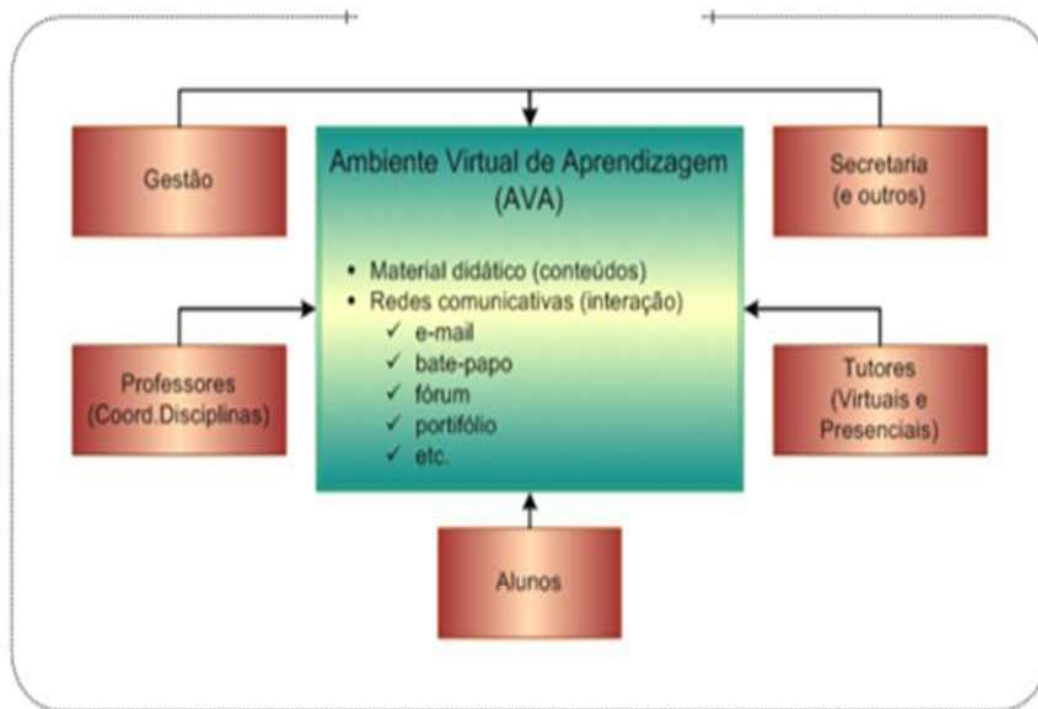 Gestão
Ambiente Virtual de Aprendizagem
(AVA)
Secretaria
(e outros)
• Material didático (conteúdos)
• Redes comunicativas (interação)
✓ e-mail
✓ bate-papo
✓ fórum
✓ portifólio
✓ etc.
Professores
(Coord.Disciplinas)
Tutores
(Virtuais e
Presenciais)
Alunos